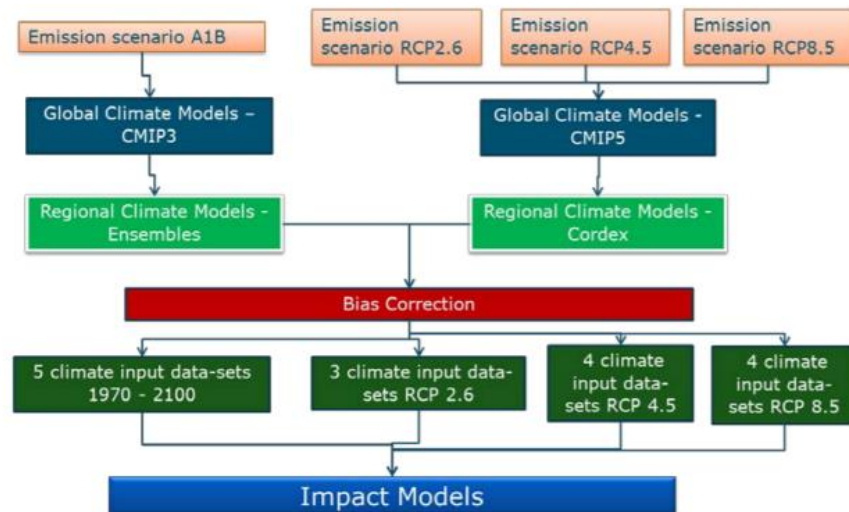 Emission scenario A1B
Emission
scenario RCP2.6
Emission
scenario RCP4.5
Emission
scenario RCP8.5
Global Climate Models –
CMIP3
Global Climate Models -
CMIP5
Regional Climate Models -
Ensembles
Regional Climate Models -
Cordex
Bias Correction
5 climate input data-sets
1970 - 2100
3 climate input data-
sets RCP 2.6
4 climate
input data-
sets RCP 4.5
4 climate
input data-
sets RCP 8.5
Impact Models